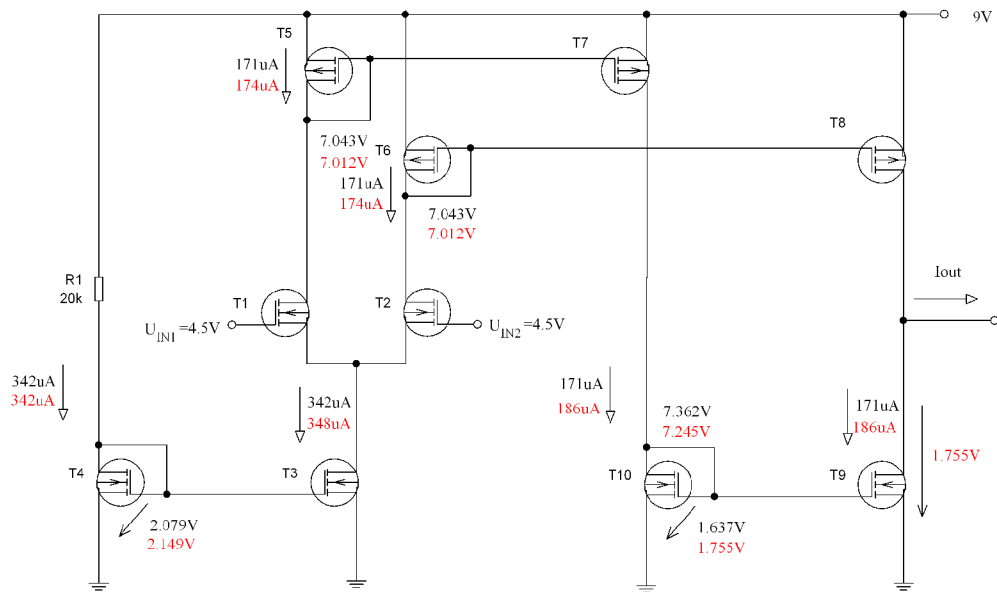 9V
T5
T7
171uA
174uA
7.043V
7.012V
T6
T8
171uA
174uA
7.043V
7.012V
R1
20k
Iout
T1
T2
U_IN1 =4.5V
U_IN2 =4.5V
342uA
342uA
342uA
348uA
171uA
186uA
7.362V
7.245V
171uA
186uA
1.755V
T4
T3
T10
T9
2.079V
2.149V
1.637V
1.755V